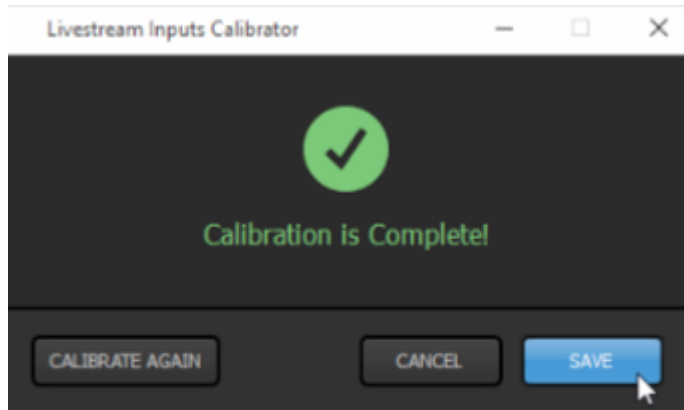 Livestream Inputs Calibrator
Calibration is Complete!
CALIBRATE AGAIN CANCEL SAVE